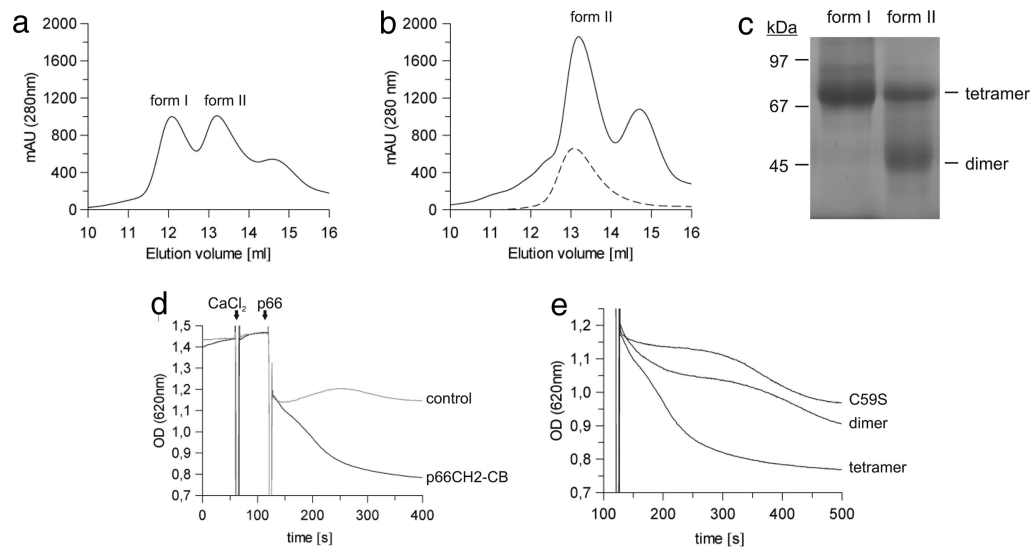 a
2000
1600
1200
800
400
0
mAU (280nm)
form I
form II
10 11 12 13 14 15 16
Elution volume [ml]
b
2000
1600
1200
800
400
0
mAU (280 nm)
form II
10 11 12 13 14 15 16
Elution volume [ml]
c
kDa
form I form II
97
67
45
tetramer
dimer
d
CaCl₂ p66
1,5
1,4
1,3
1,2
1,1
1,0
0,9
0,8
0,7
OD (620nm)
control
p66CH2-CB
0 100 200 300 400
time [s]
e
1,2
1,1
1,0
0,9
0,8
0,7
OD (620nm)
C59S
dimer
tetramer
100 200 300 400 500
time [s]